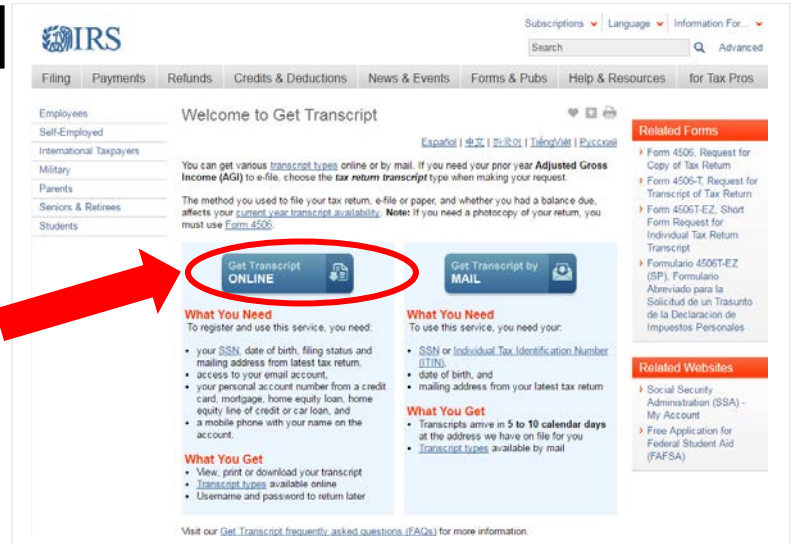 Subscriptions Language Information For...
IRS
Search Advanced
Filing Payments Refunds Credits & Deductions News & Events Forms & Pubs Help & Resources for Tax Pros
Employees
Self-Employed
International Taxpayers
Military
Parents
Seniors & Retirees
Students
Welcome to Get Transcript
Español | 中文 | 한국어 | TiếngViệt | Русский
You can get various transcript types online or by mail. If you need your prior year Adjusted Gross
Income (AGI) to e-file, choose the tax return transcript type when making your request.
The method you used to file your tax return, e-file or paper, and whether you had a balance due,
affects your current year transcript availability. Note: If you need a photocopy of your return, you
must use Form 4506.
Get Transcript
ONLINE
What You Need
To register and use this service, you need:
• your SSN, date of birth, filing status and
mailing address from latest tax return,
• access to your email account,
• your personal account number from a credit
card, mortgage, home equity loan, home
equity line of credit or car loan, and
• a mobile phone with your name on the
account.
What You Get
• View, print or download your transcript
• Transcript types available online
• Username and password to return later
Get Transcript by
MAIL
What You Need
To use this service, you need your:
• SSN or Individual Tax Identification Number
(ITIN),
• date of birth, and
• mailing address from your latest tax return
What You Get
• Transcripts arrive in 5 to 10 calendar days
at the address we have on file for you
• Transcript types available by mail
Visit our Get Transcript frequently asked questions (FAQs) for more information.
Related Forms
Form 4506, Request for
Copy of Tax Return
Form 4506-T, Request for
Transcript of Tax Return
Form 4506T-EZ, Short
Form Request for
Individual Tax Return
Transcript
Formulario 4506T-EZ
(SP), Formulario
Abreviado para la
Solicitud de un Trasunto
de la Declaracion de
Impuestos Personales
Related Websites
Social Security
Administration (SSA) -
My Account
Free Application for
Federal Student Aid
(FAFSA)